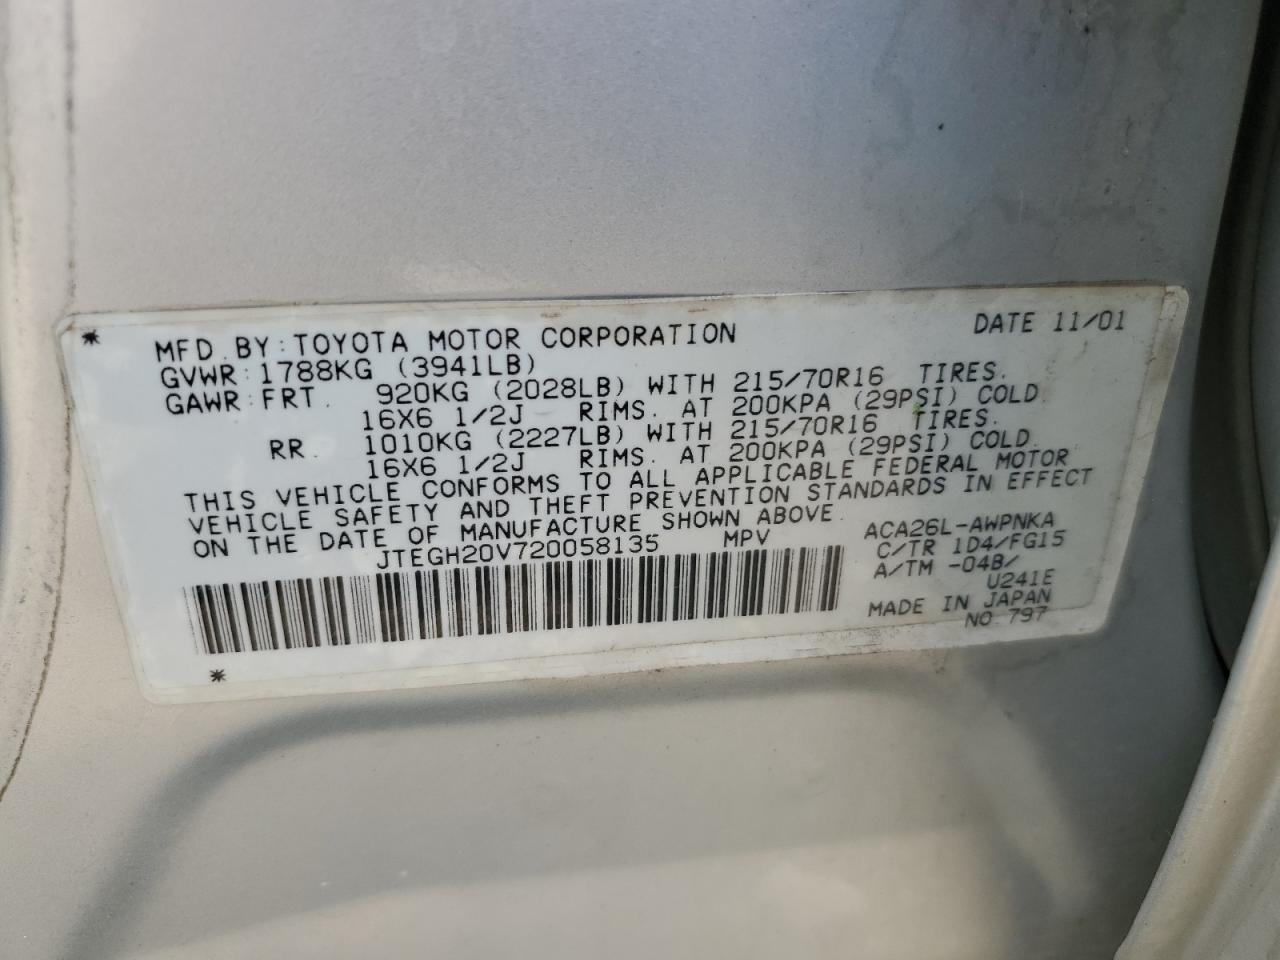 * MFD. BY: TOYOTA MOTOR CORPORATION DATE 11/01
GVWR: 1788KG (3941LB)
GAWR: FRT. 920KG (2028LB) WITH 215/70R16 TIRES.
16X6 1/2J RIMS. AT 200KPA (29PSI) COLD.
RR. 1010KG (2227LB) WITH 215/70R16 TIRES.
16X6 1/2J RIMS. AT 200KPA (29PSI) COLD.
THIS VEHICLE CONFORMS TO ALL APPLICABLE FEDERAL MOTOR
VEHICLE SAFETY AND THEFT PREVENTION STANDARDS IN EFFECT
ON THE DATE OF MANUFACTURE SHOWN ABOVE.
JTEGH20V720058135 MPV
ACA26L-AWPNKA
C/TR 1D4/FG15
A/TM -04B/
U241E
MADE IN JAPAN
NO. 797
*